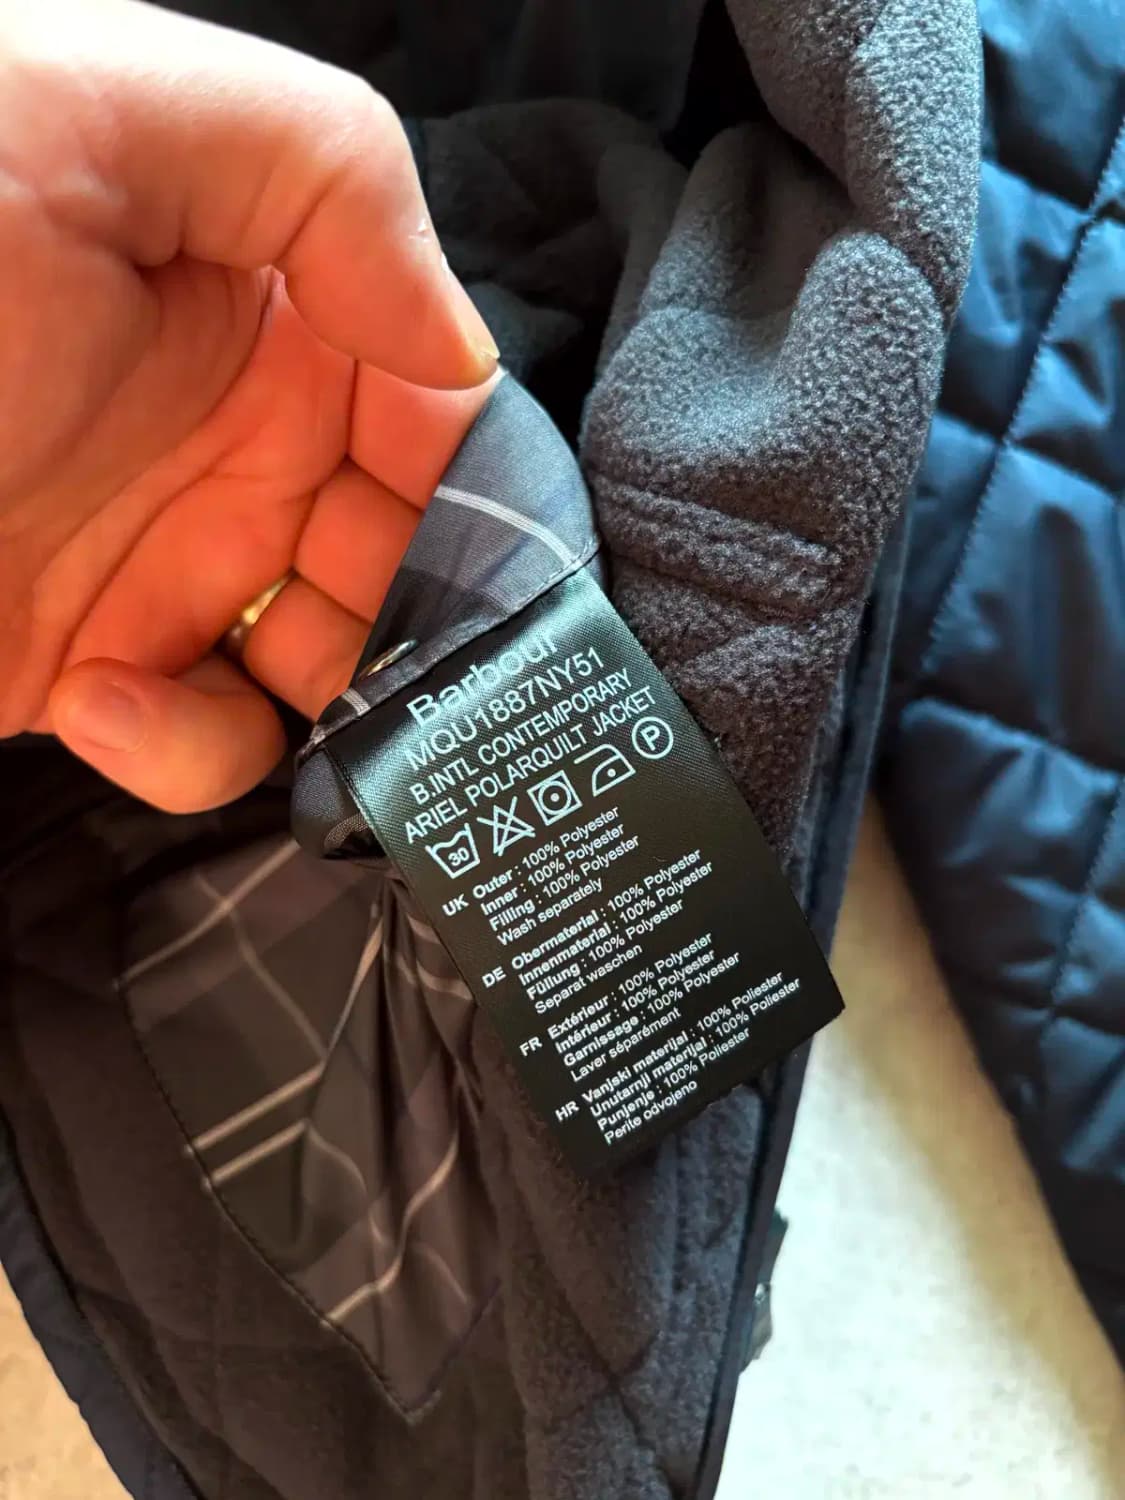 Barbour
MQU1887NY51
B.INTL CONTEMPORARY
ARIEL POLARQUILT JACKET
30 P
UK Outer : 100% Polyester
Inner : 100% Polyester
Filling : 100% Polyester
Wash separately
DE Obermaterial : 100% Polyester
Innenmaterial : 100% Polyester
Füllung : 100% Polyester
Separat waschen
FR Extérieur : 100% Polyester
Intérieur : 100% Polyester
Garnissage : 100% Polyester
Laver séparément
HR Vanjski materijal : 100% Poliester
Unutarnji materijal : 100% Poliester
Punjenje : 100% Poliester
Perite odvojeno